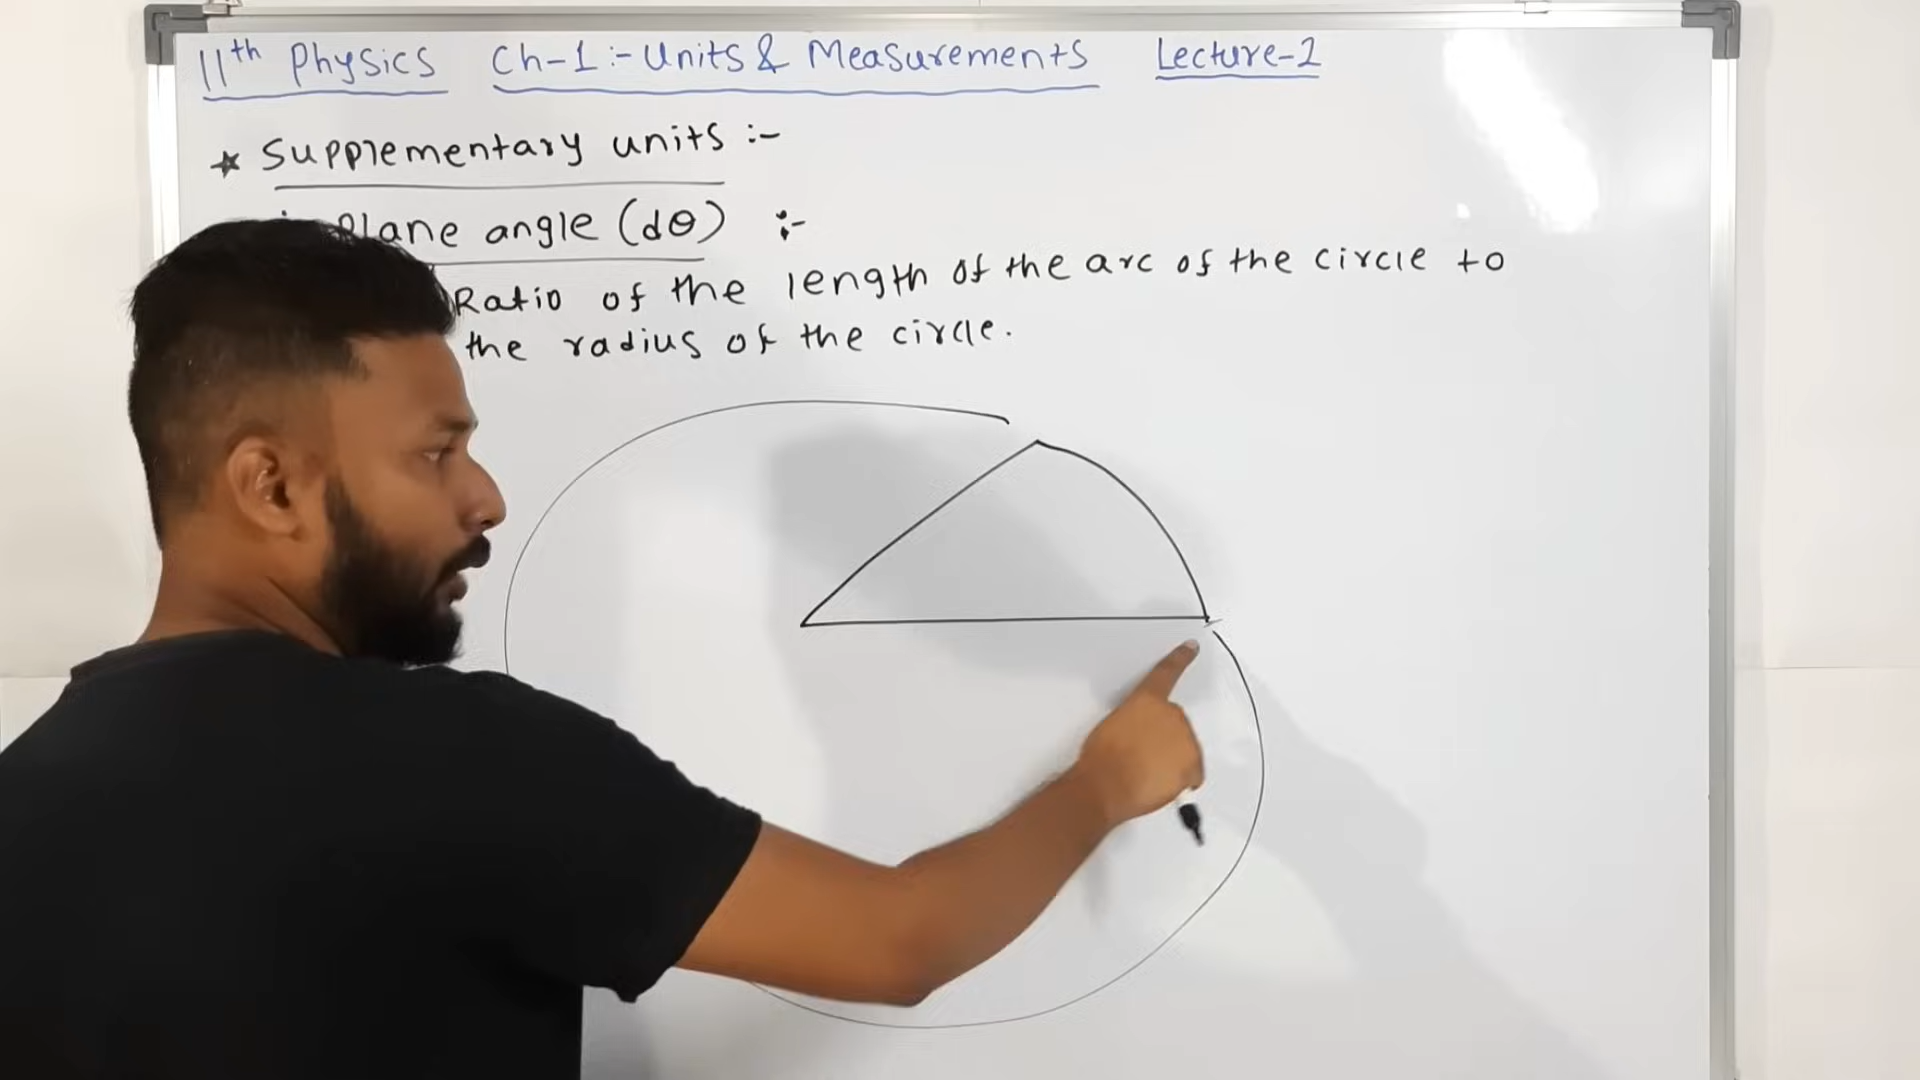 11th Physics Ch-1:- Units & Measurements Lecture-2
* Supplementary units :-
Plane angle (dθ) :-
Ratio of the length of the arc of the circle to
the radius of the circle.